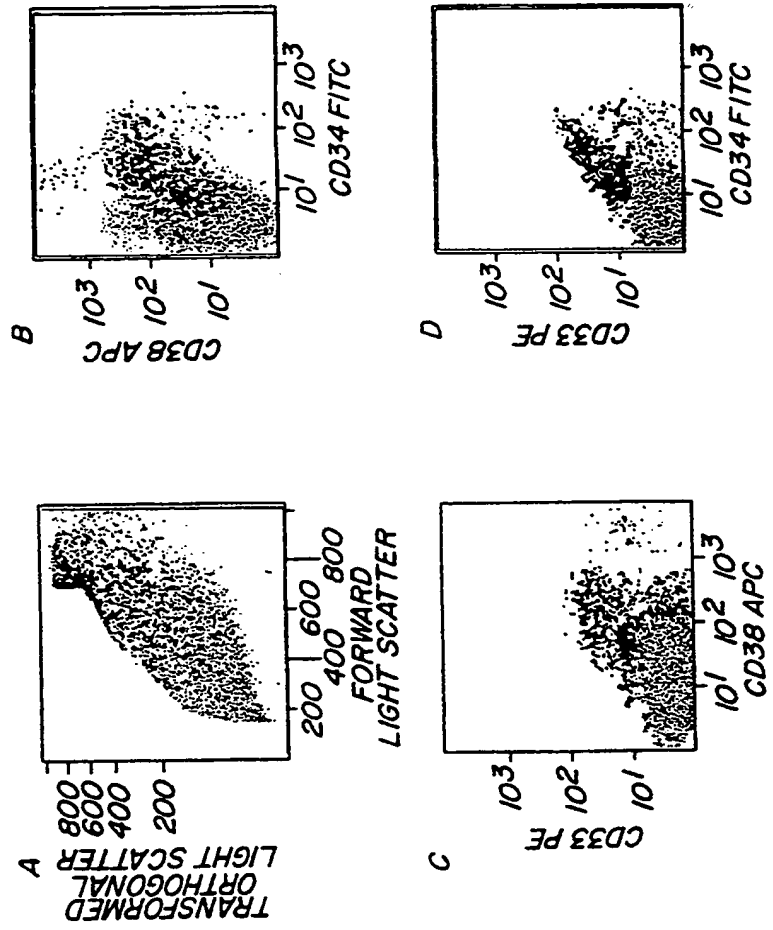 A
TRANSFORMED
ORTHOGONAL
LIGHT SCATTER
800
600
400
200
200 400 600 800
FORWARD
LIGHT SCATTER
B
CD38 APC
10³
10²
10¹
10¹ 10² 10³
CD34 FITC
C
CD33 PE
10³
10²
10¹
10¹ 10² 10³
CD38 APC
D
CD33 PE
10³
10²
10¹
10¹ 10² 10³
CD34 FITC